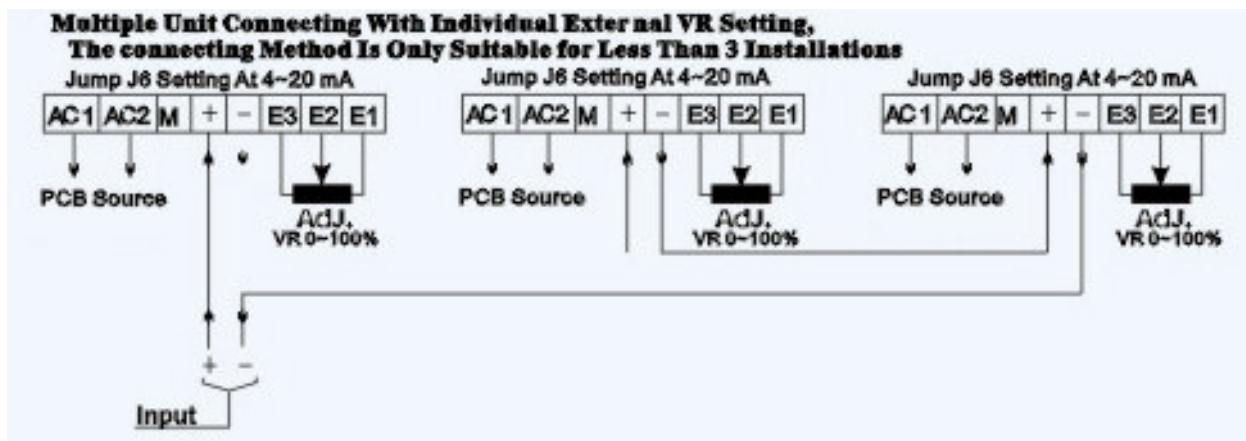 Multiple Unit Connecting With Individual External VR Setting,
The connecting Method Is Only Suitable for Less Than 3 Installations
Jump J6 Setting At 4~20 mA
Jump J6 Setting At 4~20 mA
Jump J6 Setting At 4~20 mA
AC1 AC2 M + − E3 E2 E1
AC1 AC2 M + − E3 E2 E1
AC1 AC2 M + − E3 E2 E1
PCB Source
PCB Source
PCB Source
AdJ.
VR 0~100%
AdJ.
VR 0~100%
AdJ.
VR 0~100%
+ −
Input